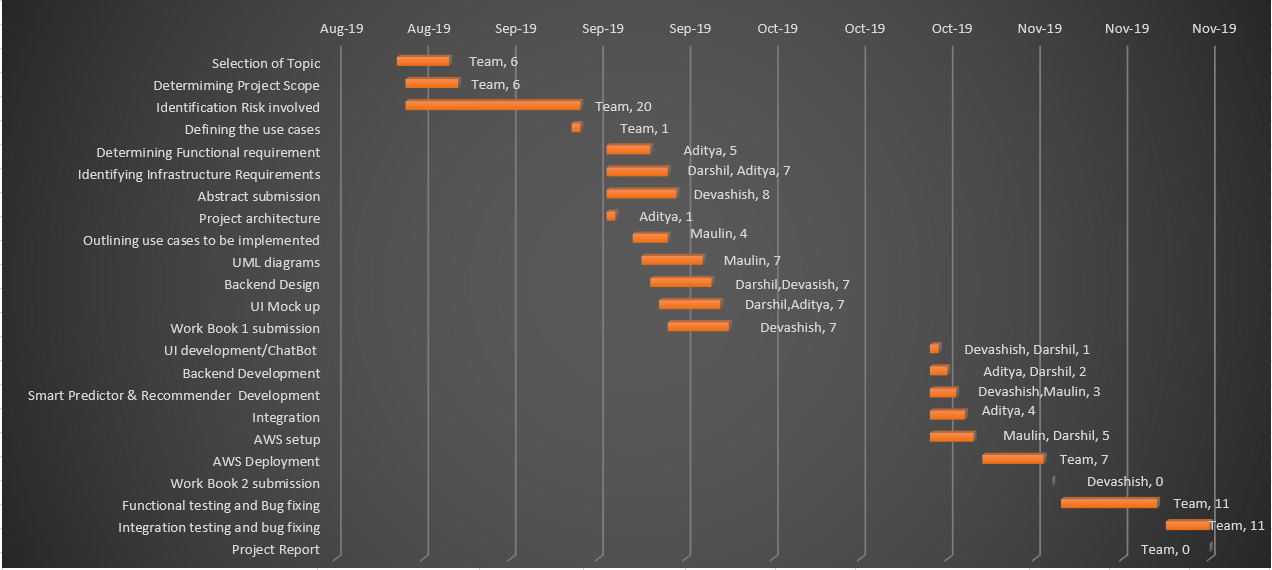 Aug-19 Aug-19 Sep-19 Sep-19 Sep-19 Oct-19 Oct-19 Oct-19 Nov-19 Nov-19 Nov-19
Selection of Topic Team, 6
Determiming Project Scope Team, 6
Identification Risk involved Team, 20
Defining the use cases Team, 1
Determining Functional requirement Aditya, 5
Identifying Infrastructure Requirements Darshil, Aditya, 7
Abstract submission Devashish, 8
Project architecture Aditya, 1
Outlining use cases to be implemented Maulin, 4
UML diagrams Maulin, 7
Backend Design Darshil,Devasish, 7
UI Mock up Darshil,Aditya, 7
Work Book 1 submission Devashish, 7
UI development/ChatBot Devashish, Darshil, 1
Backend Development Aditya, Darshil, 2
Smart Predictor & Recommender Development Devashish,Maulin, 3
Integration Aditya, 4
AWS setup Maulin, Darshil, 5
AWS Deployment Team, 7
Work Book 2 submission Devashish, 0
Functional testing and Bug fixing Team, 11
Integration testing and bug fixing Team, 11
Project Report Team, 0